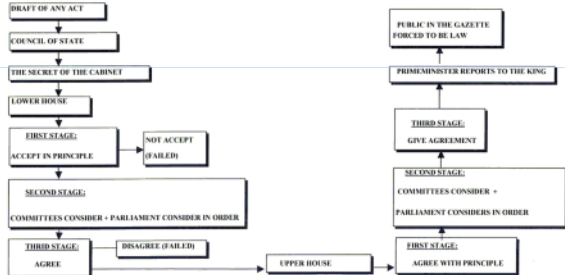 DRAFT OF ANY ACT
COUNCIL OF STATE
THE SECRET OF THE CABINET
LOWER HOUSE
FIRST STAGE:
ACCEPT IN PRINCIPLE
NOT ACCEPT
(FAILED)
SECOND STAGE:
COMMITTEES CONSIDER + PARLIAMENT CONSIDER IN ORDER
THRID STAGE:
AGREE
DISAGREE (FAILED)
UPPER HOUSE
FIRST STAGE:
AGREE WITH PRINCIPLE
SECOND STAGE:
COMMITTEES CONSIDER +
PARLIAMENT CONSIDERS IN ORDER
THIRD STAGE:
GIVE AGREEMENT
PRIMEMINISTER REPORTS TO THE KING
PUBLIC IN THE GAZETTE
FORCED TO BE LAW